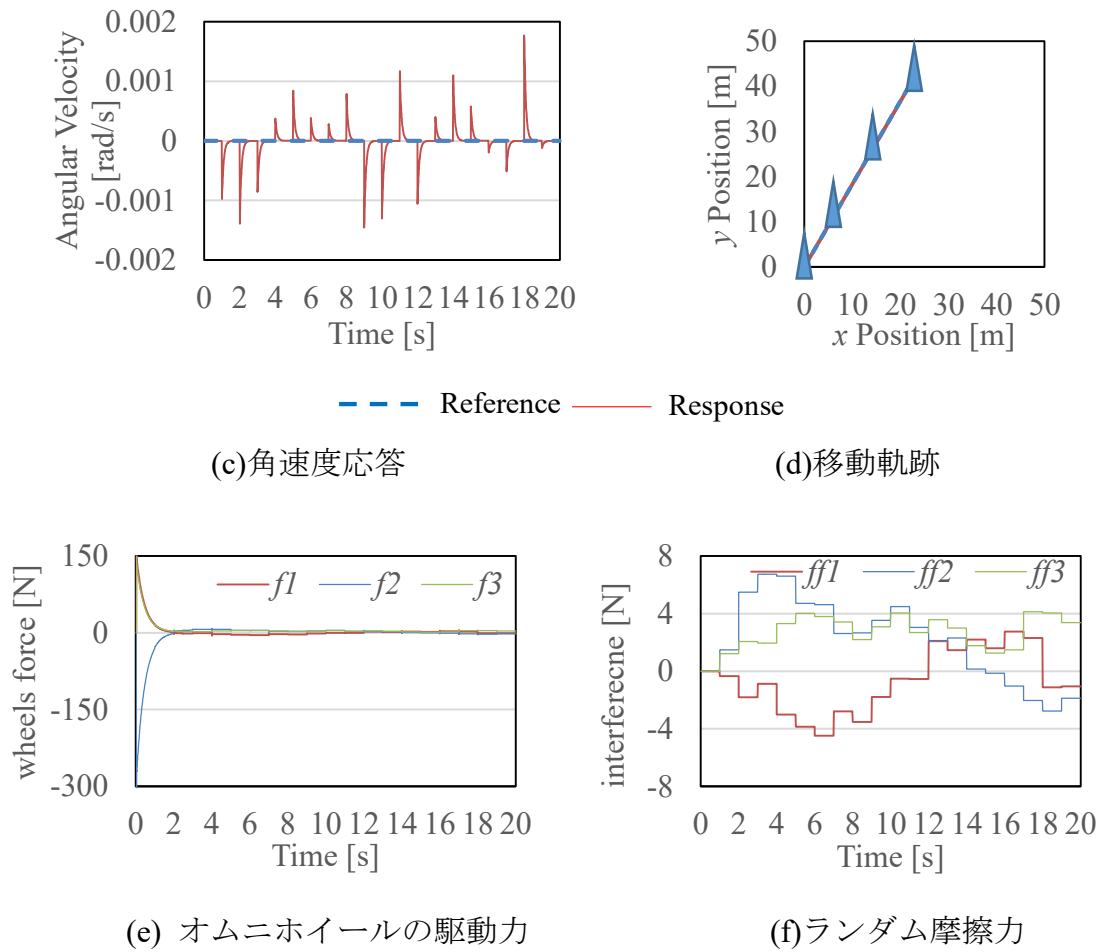 0.002
0.001
0
-0.001
-0.002
Angular Velocity
[rad/s]
0 2 4 6 8 10 12 14 16 18 20
Time [s]
50
40
30
20
10
0
y Position [m]
0 10 20 30 40 50
x Position [m]
Reference Response
(c)角速度応答
(d)移動軌跡
150
0
-150
-300
wheels force [N]
f1 f2 f3
0 2 4 6 8 10 12 14 16 18 20
Time [s]
8
4
0
-4
-8
interferecne [N]
ff1 ff2 ff3
0 2 4 6 8 10 12 14 16 18 20
Time [s]
(e) オムニホイールの駆動力
(f)ランダム摩擦力